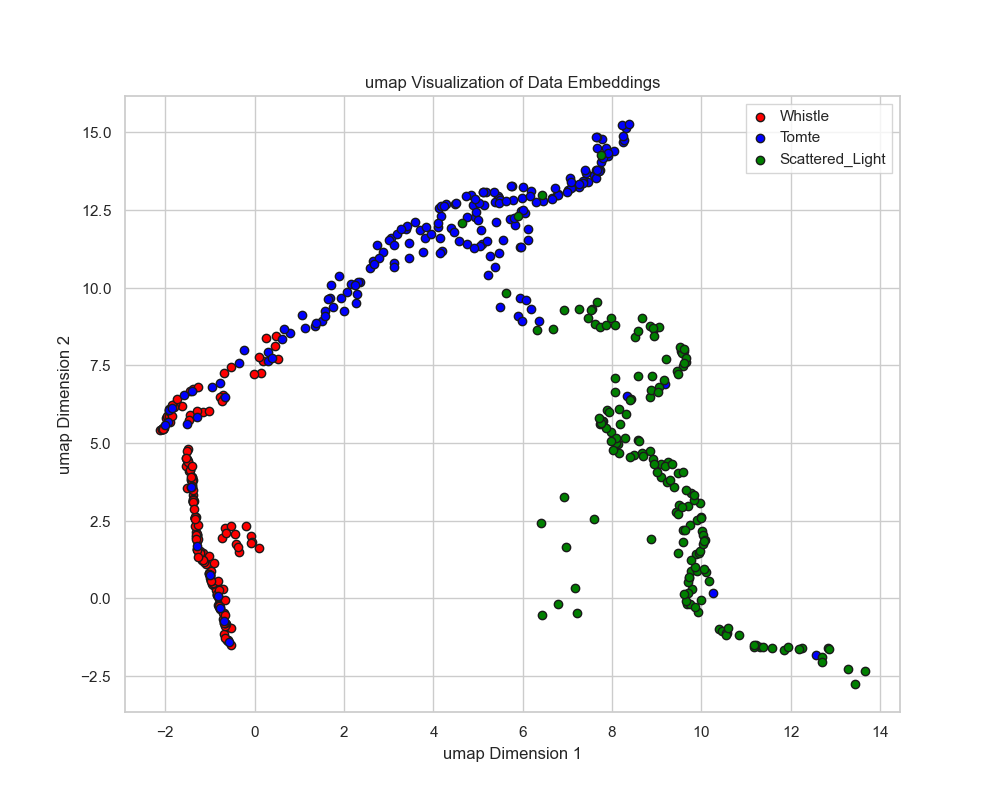 umap Visualization of Data Embeddings
Whistle
Tomte
Scattered_Light
15.0
12.5
10.0
7.5
5.0
2.5
0.0
−2.5
umap Dimension 2
−2 0 2 4 6 8 10 12 14
umap Dimension 1